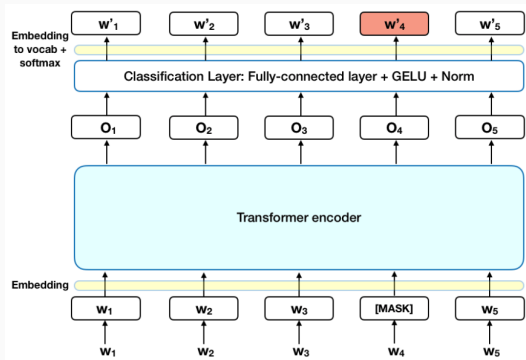 w'₁ w'₂ w'₃ w'₄ w'₅
Embedding
to vocab +
softmax
Classification Layer: Fully-connected layer + GELU + Norm
O₁ O₂ O₃ O₄ O₅
Transformer encoder
Embedding
w₁ w₂ w₃ [MASK] w₅
w₁ w₂ w₃ w₄ w₅